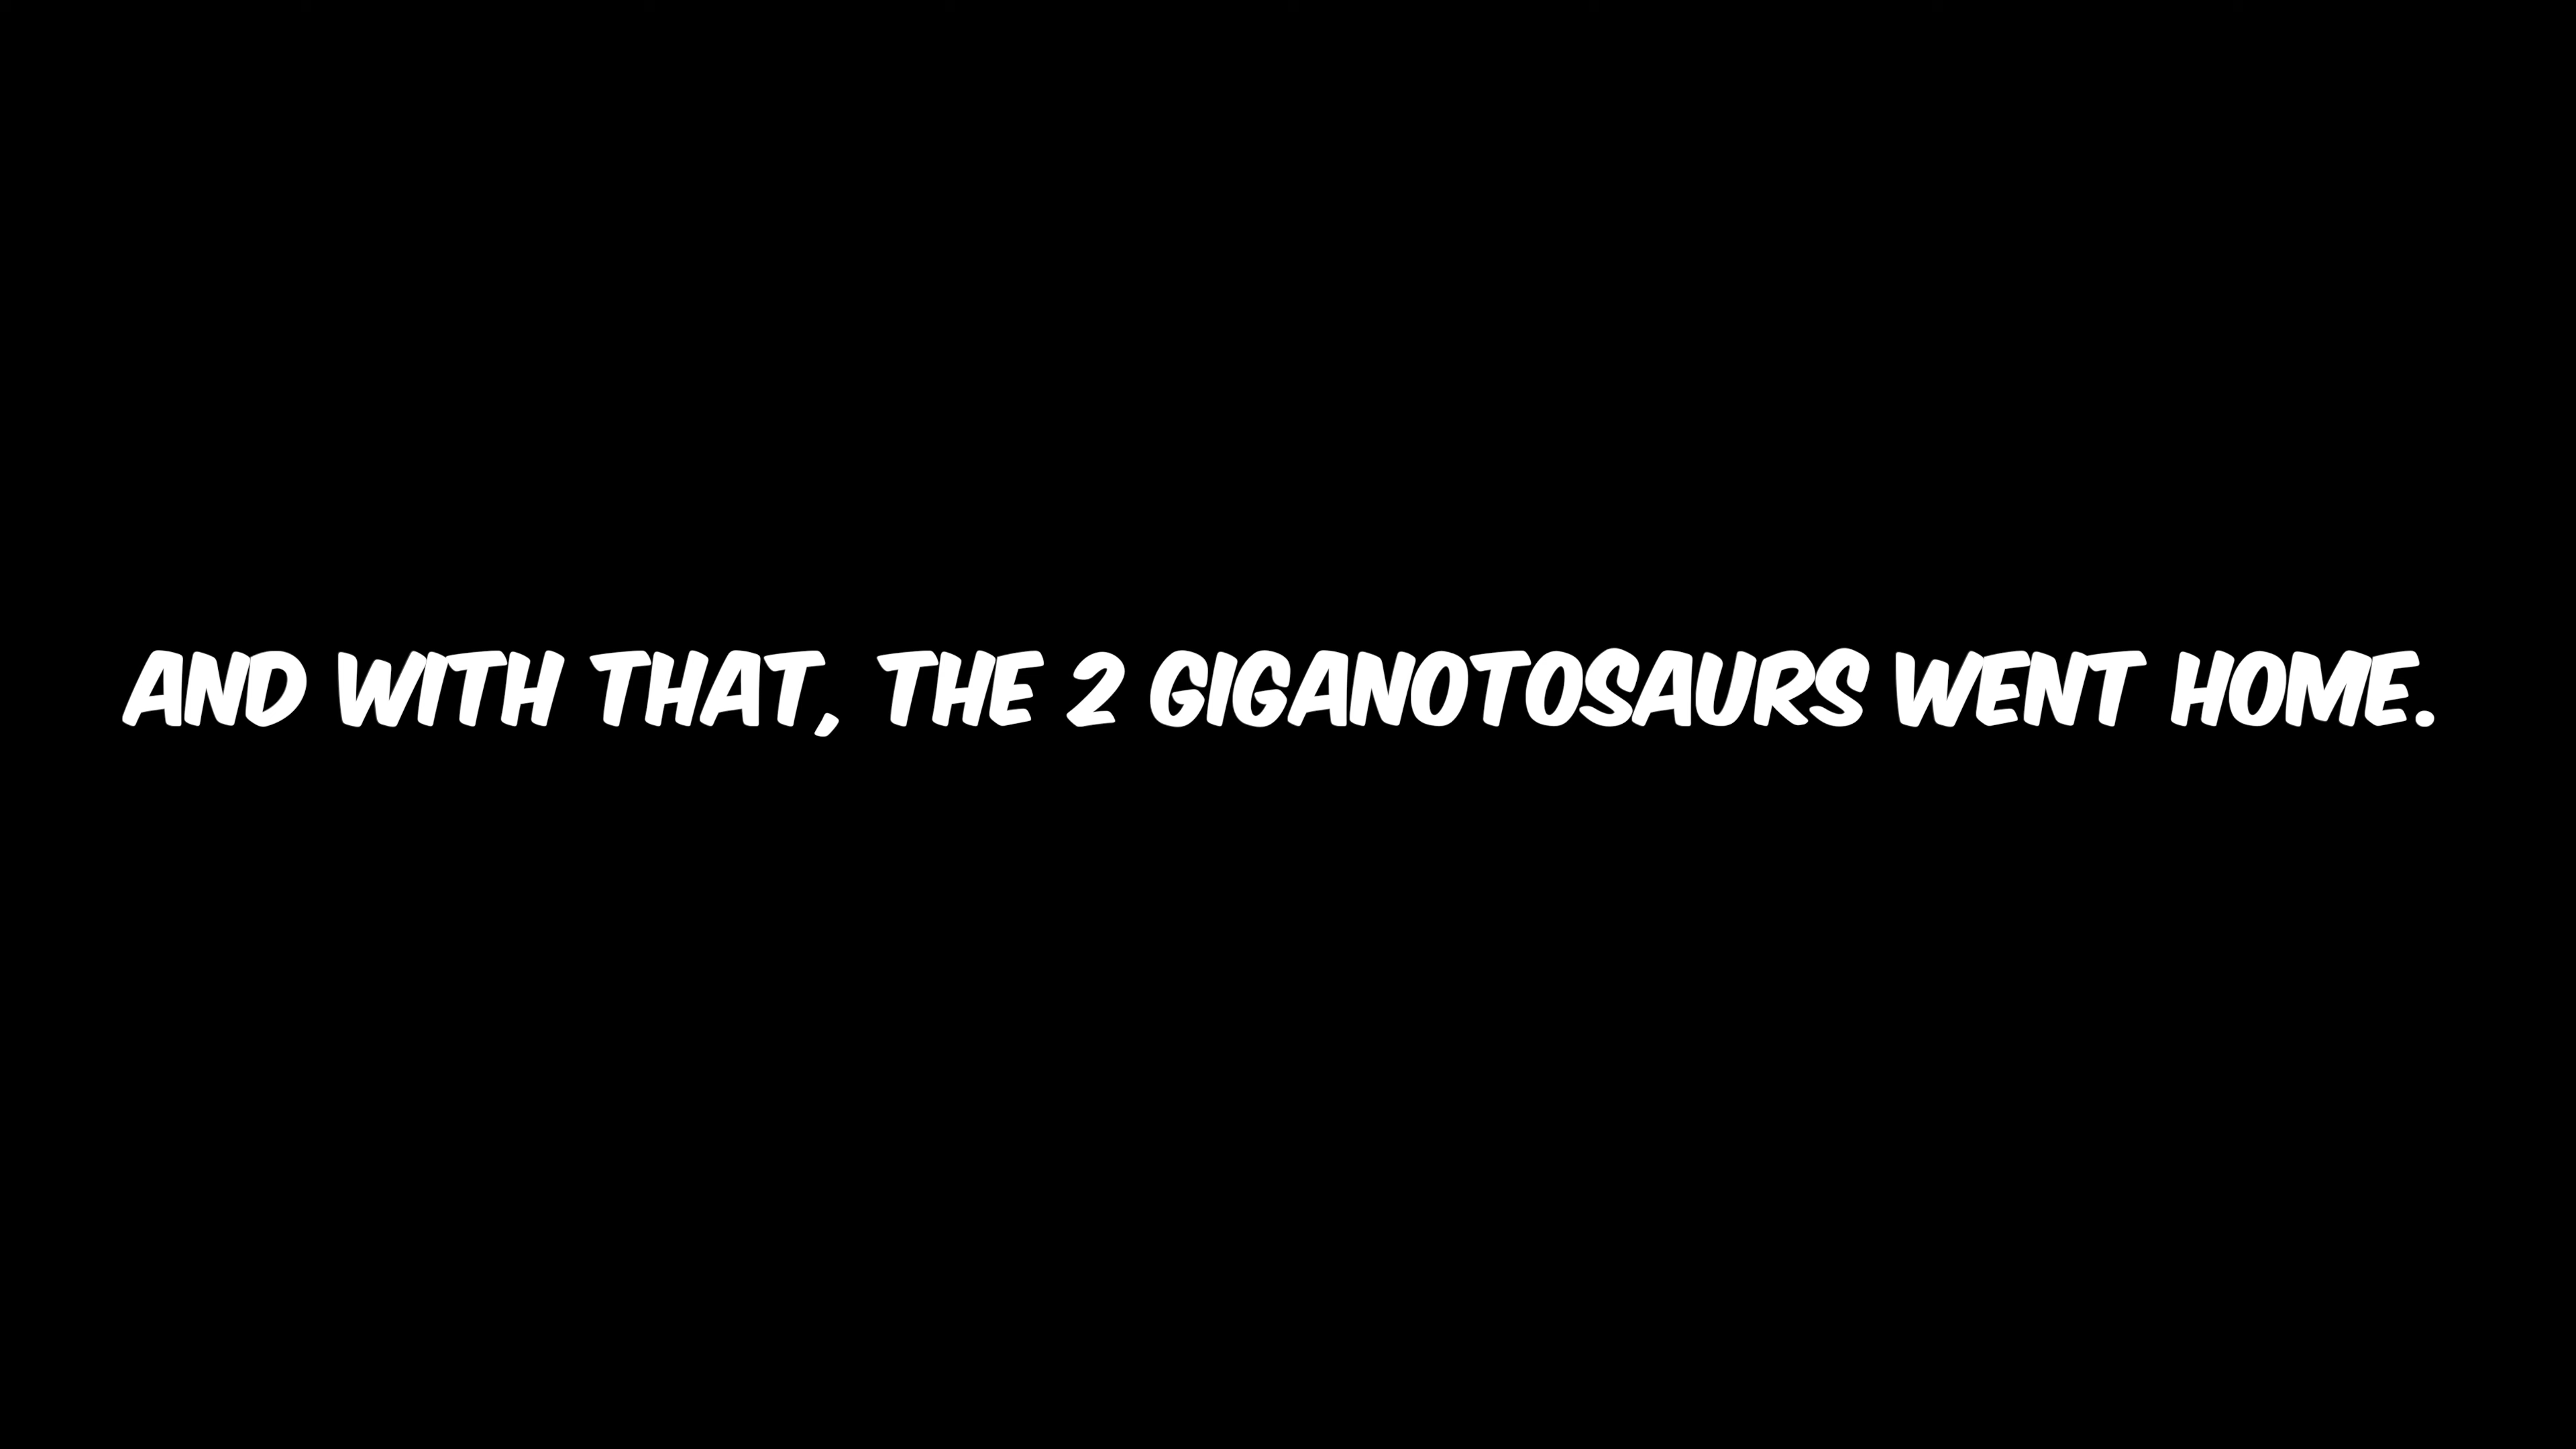 AND WITH THAT, THE 2 GIGANOTOSAURS WENT HOME.